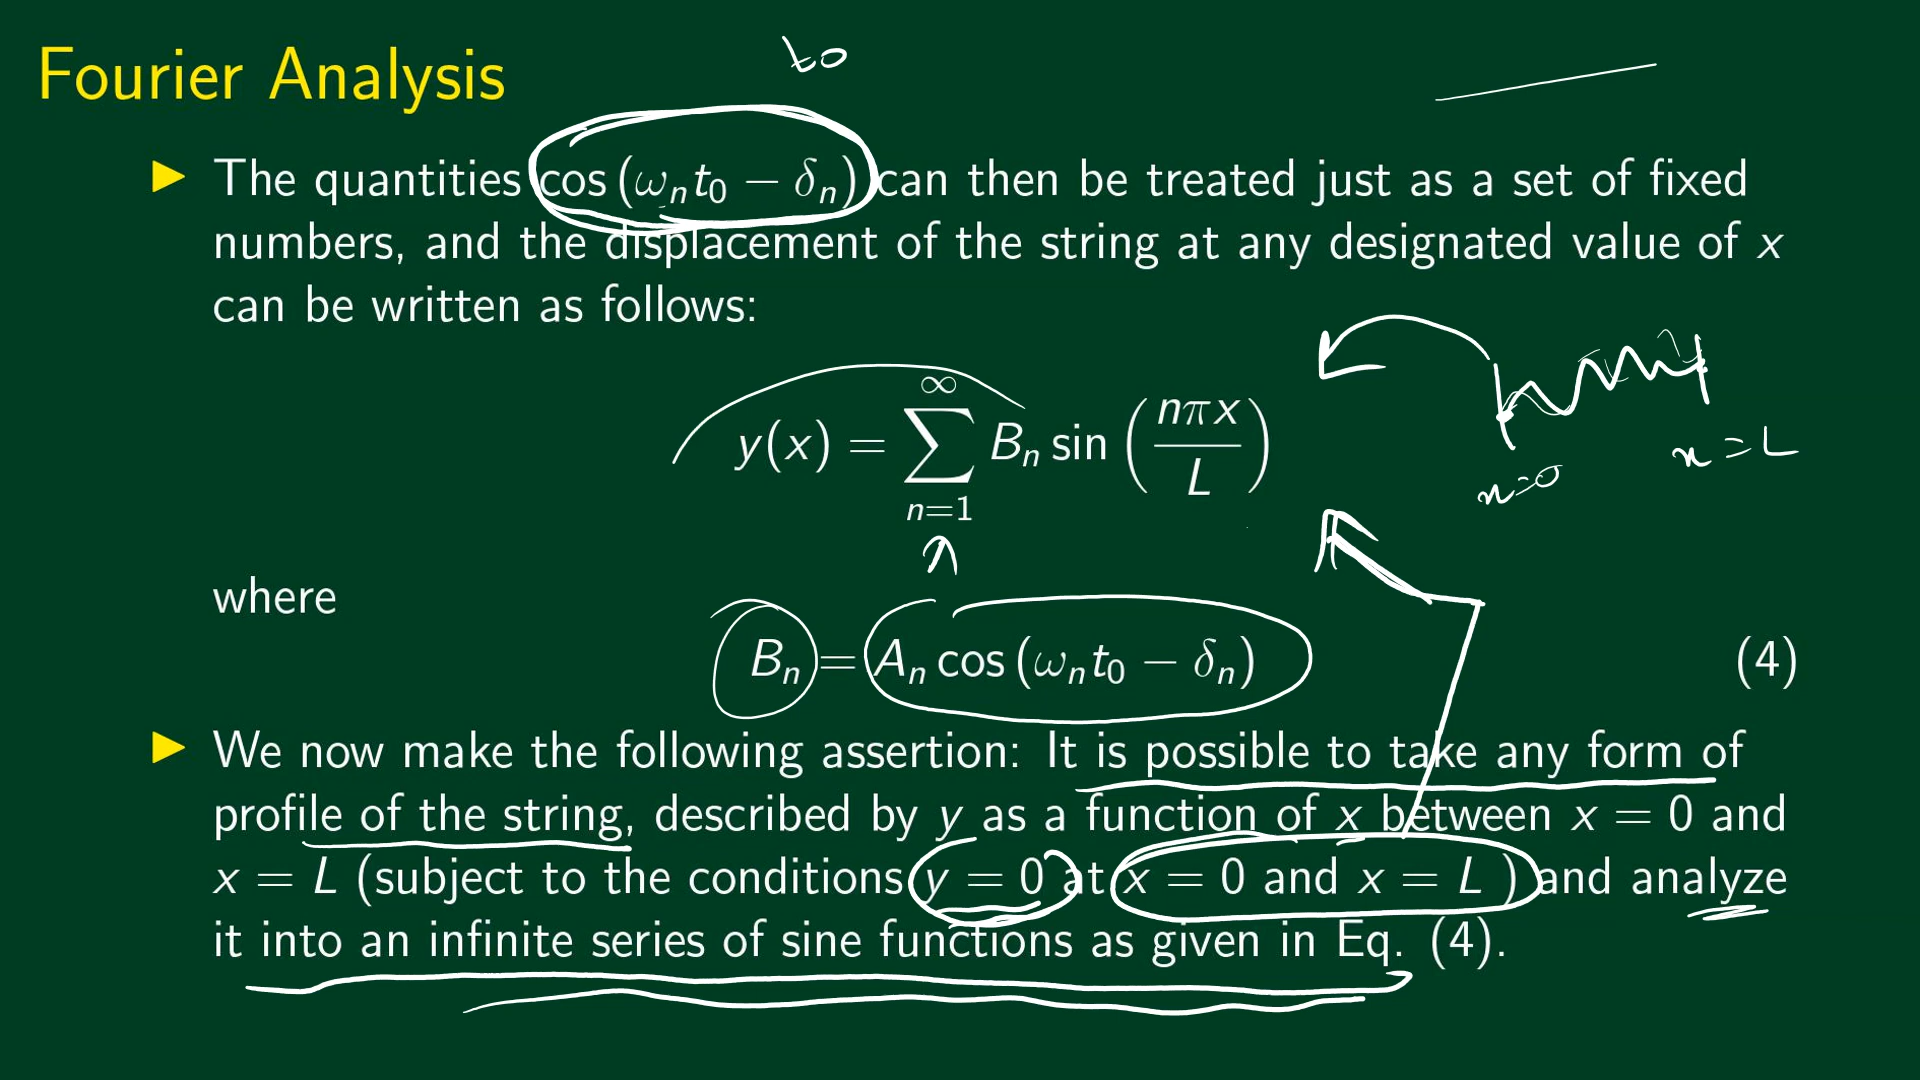 Fourier Analysis
to
▶ The quantities cos (ωₙt₀ − δₙ) can then be treated just as a set of fixed
numbers, and the displacement of the string at any designated value of x
can be written as follows:
y(x) = ∑_{n=1}^{∞} Bₙ sin (nπx / L)
x=0
x = L
where
Bₙ = Aₙ cos (ωₙt₀ − δₙ) (4)
▶ We now make the following assertion: It is possible to take any form of
profile of the string, described by y as a function of x between x = 0 and
x = L (subject to the conditions y = 0 at x = 0 and x = L ) and analyze
it into an infinite series of sine functions as given in Eq. (4).